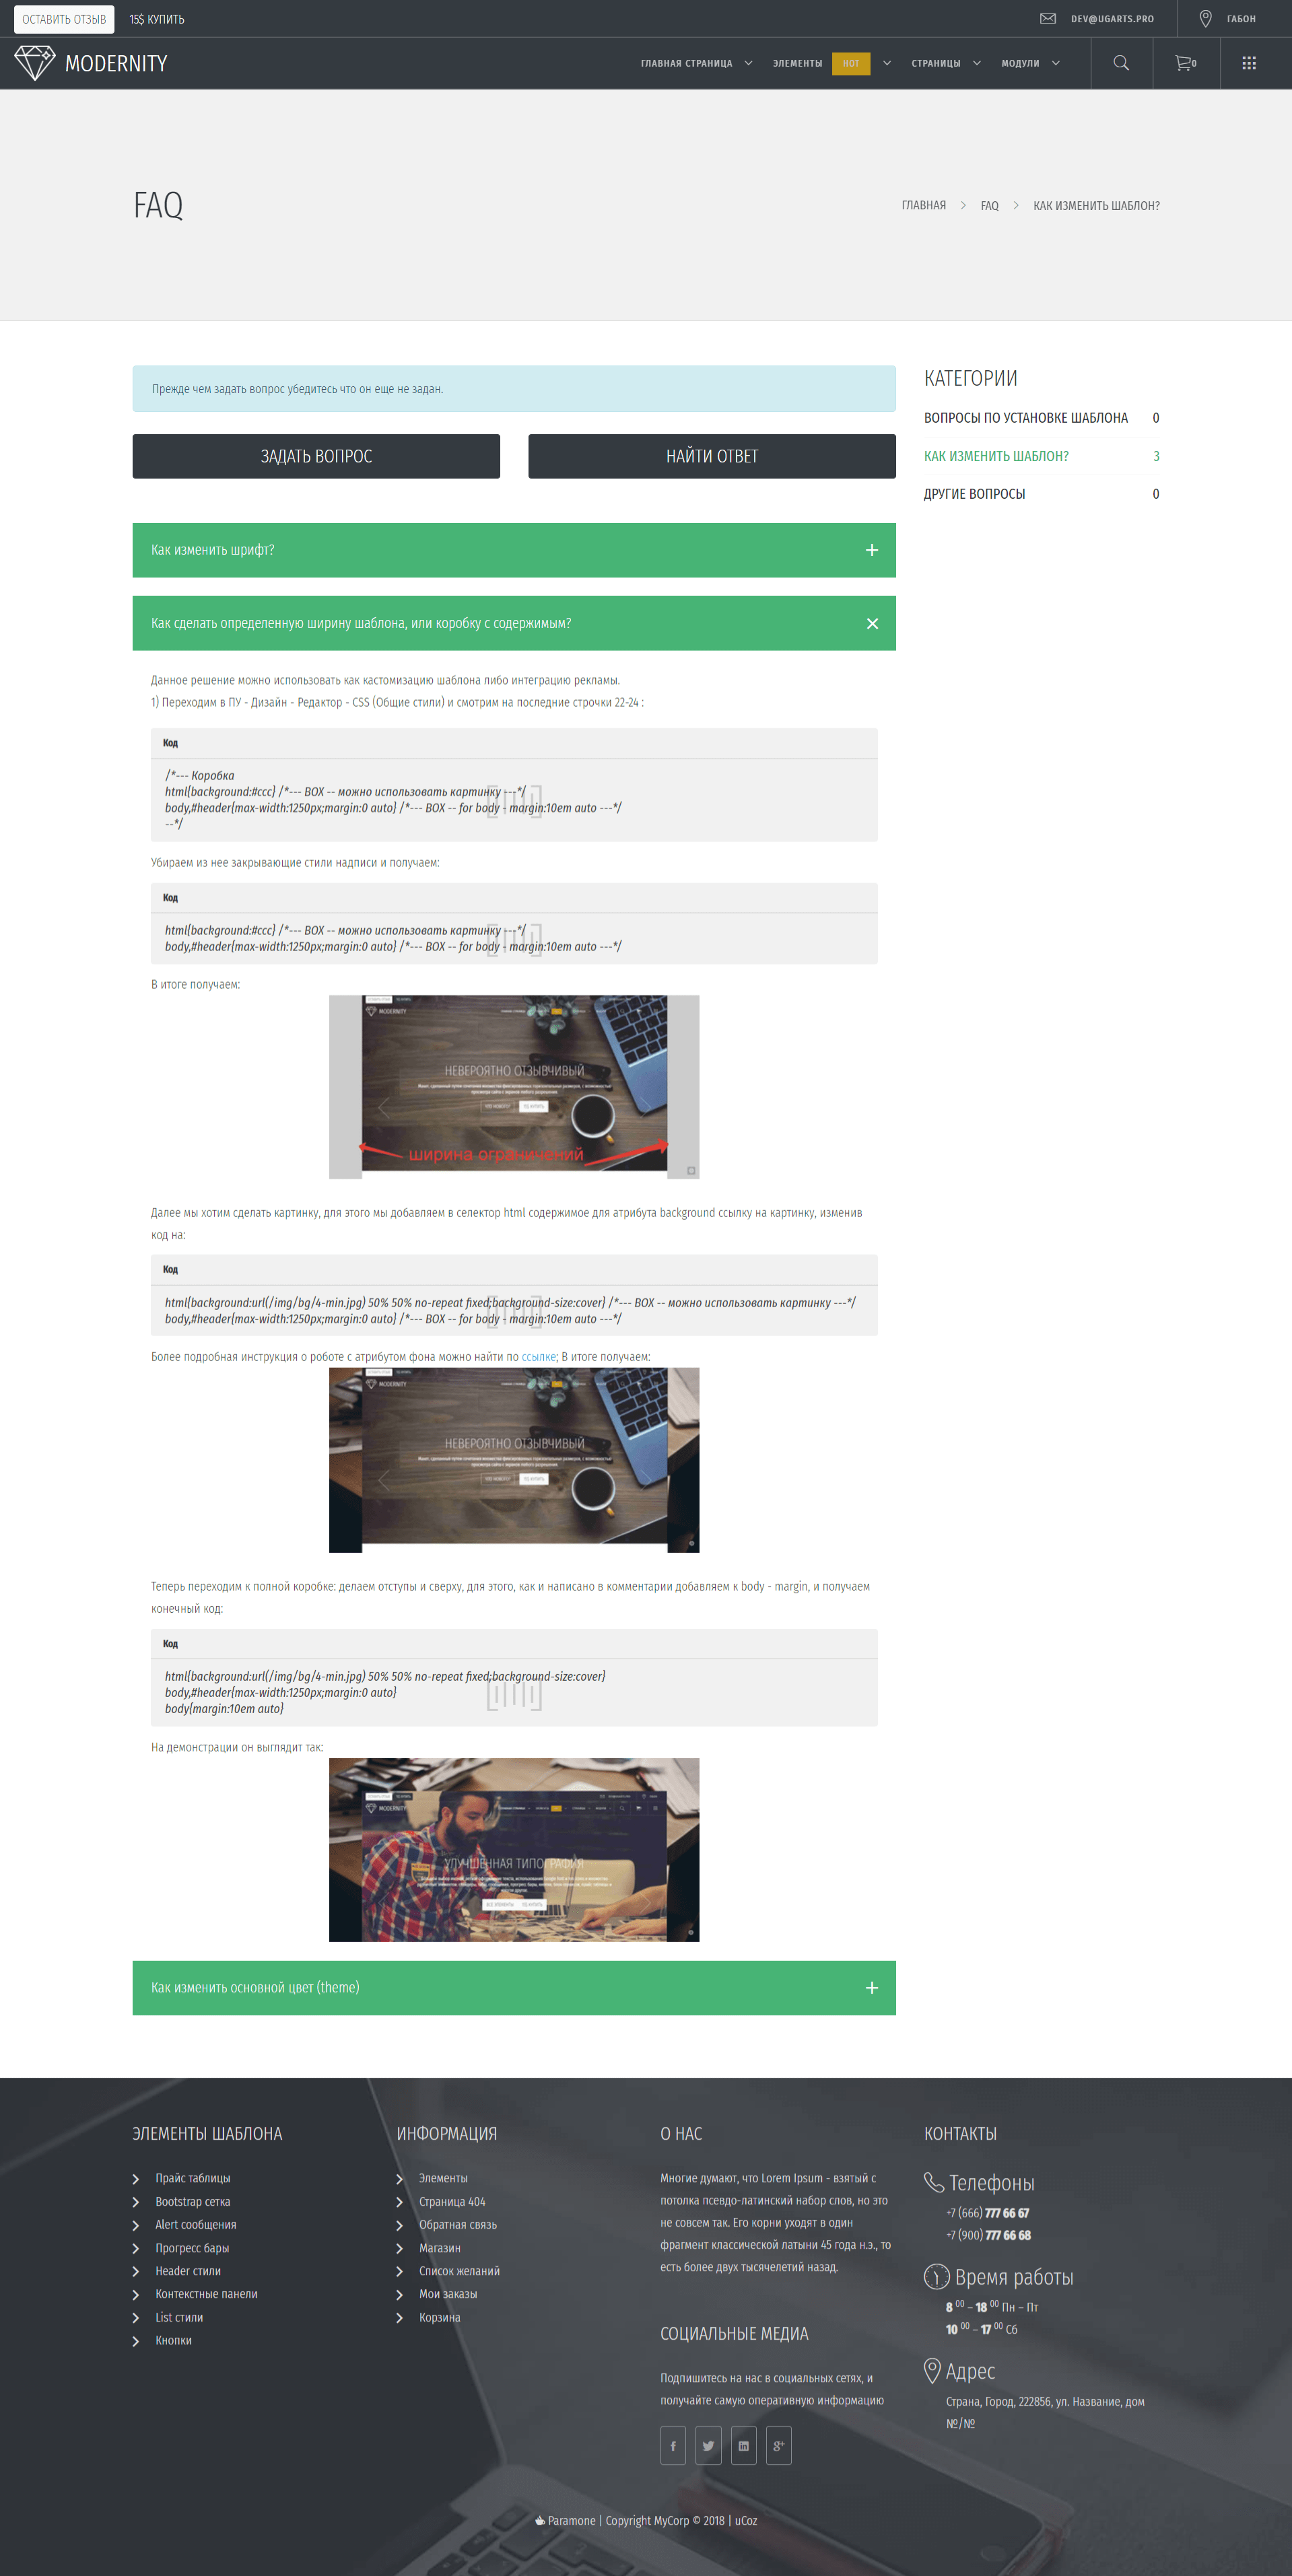 ОСТАВИТЬ ОТЗЫВ 15$ КУПИТЬ DEV@UGARTS.PRO ГАБОН
MODERNITY ГЛАВНАЯ СТРАНИЦА ЭЛЕМЕНТЫ HOT СТРАНИЦЫ МОДУЛИ 0
FAQ ГЛАВНАЯ FAQ КАК ИЗМЕНИТЬ ШАБЛОН?
Прежде чем задать вопрос убедитесь что он еще не задан.
ЗАДАТЬ ВОПРОС НАЙТИ ОТВЕТ
КАТЕГОРИИ
ВОПРОСЫ ПО УСТАНОВКЕ ШАБЛОНА 0
КАК ИЗМЕНИТЬ ШАБЛОН? 3
ДРУГИЕ ВОПРОСЫ 0
Как изменить шрифт?
Как сделать определенную ширину шаблона, или коробку с содержимым?
Данное решение можно использовать как кастомизацию шаблона либо интеграцию рекламы.
1) Переходим в ПУ - Дизайн - Редактор - CSS (Общие стили) и смотрим на последние строчки 22-24 :
Код
/*--- Коробка
html{background:#ccc} /*--- BOX -- можно использовать картинку ---*/
body,#header{max-width:1250px;margin:0 auto} /*--- BOX -- for body - margin:10em auto ---*/
--*/
Убираем из нее закрывающие стили надписи и получаем:
Код
html{background:#ccc} /*--- BOX -- можно использовать картинку ---*/
body,#header{max-width:1250px;margin:0 auto} /*--- BOX -- for body - margin:10em auto ---*/
В итоге получаем:
MODERNITY
НЕВЕРОЯТНО ОТЗЫВЧИВЫЙ
ширина ограничений
Далее мы хотим сделать картинку, для этого мы добавляем в селектор html содержимое для атрибута background ссылку на картинку, изменив
код на:
Код
html{background:url(/img/bg/4-min.jpg) 50% 50% no-repeat fixed;background-size:cover} /*--- BOX -- можно использовать картинку ---*/
body,#header{max-width:1250px;margin:0 auto} /*--- BOX -- for body - margin:10em auto ---*/
Более подробная инструкция о роботе с атрибутом фона можно найти по ссылке; В итоге получаем:
MODERNITY
НЕВЕРОЯТНО ОТЗЫВЧИВЫЙ
Теперь переходим к полной коробке: делаем отступы и сверху, для этого, как и написано в комментарии добавляем к body - margin, и получаем
конечный код:
Код
html{background:url(/img/bg/4-min.jpg) 50% 50% no-repeat fixed;background-size:cover}
body,#header{max-width:1250px;margin:0 auto}
body{margin:10em auto}
На демонстрации он выглядит так:
MODERNITY
УЛУЧШЕННАЯ ТИПОГРАФИЯ
Как изменить основной цвет (theme)
ЭЛЕМЕНТЫ ШАБЛОНА
Прайс таблицы
Bootstrap сетка
Alert сообщения
Прогресс бары
Header стили
Контекстные панели
List стили
Кнопки
ИНФОРМАЦИЯ
Элементы
Страница 404
Обратная связь
Магазин
Список желаний
Мои заказы
Корзина
О НАС
Многие думают, что Lorem Ipsum - взятый с
потолка псевдо-латинский набор слов, но это
не совсем так. Его корни уходят в один
фрагмент классической латыни 45 года н.э., то
есть более двух тысячелетий назад.
СОЦИАЛЬНЫЕ МЕДИА
Подпишитесь на нас в социальных сетях, и
получайте самую оперативную информацию
КОНТАКТЫ
Телефоны
+7 (666) 777 66 67
+7 (900) 777 66 68
Время работы
8 00 – 18 00 Пн – Пт
10 00 – 17 00 Сб
Адрес
Страна, Город, 222856, ул. Название, дом
№/№
Paramone | Copyright MyCorp © 2018 | uCoz